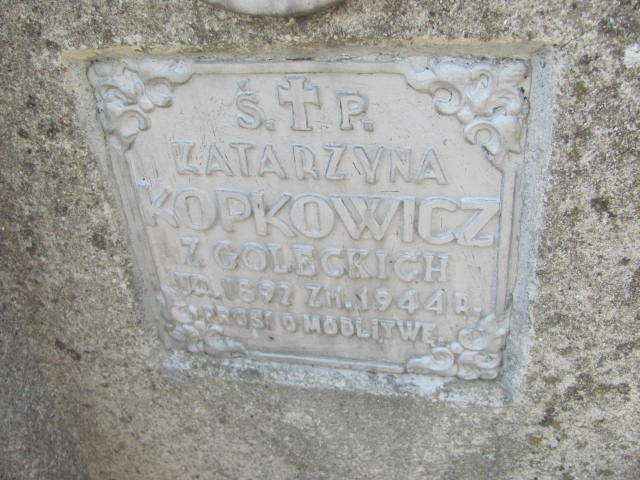 Ś. † P.
KATARZYNA
KOPKOWICZ
Z GOLECKICH
UR. 1897 ZM. 1944 R.
PROSI O MODLITWĘ